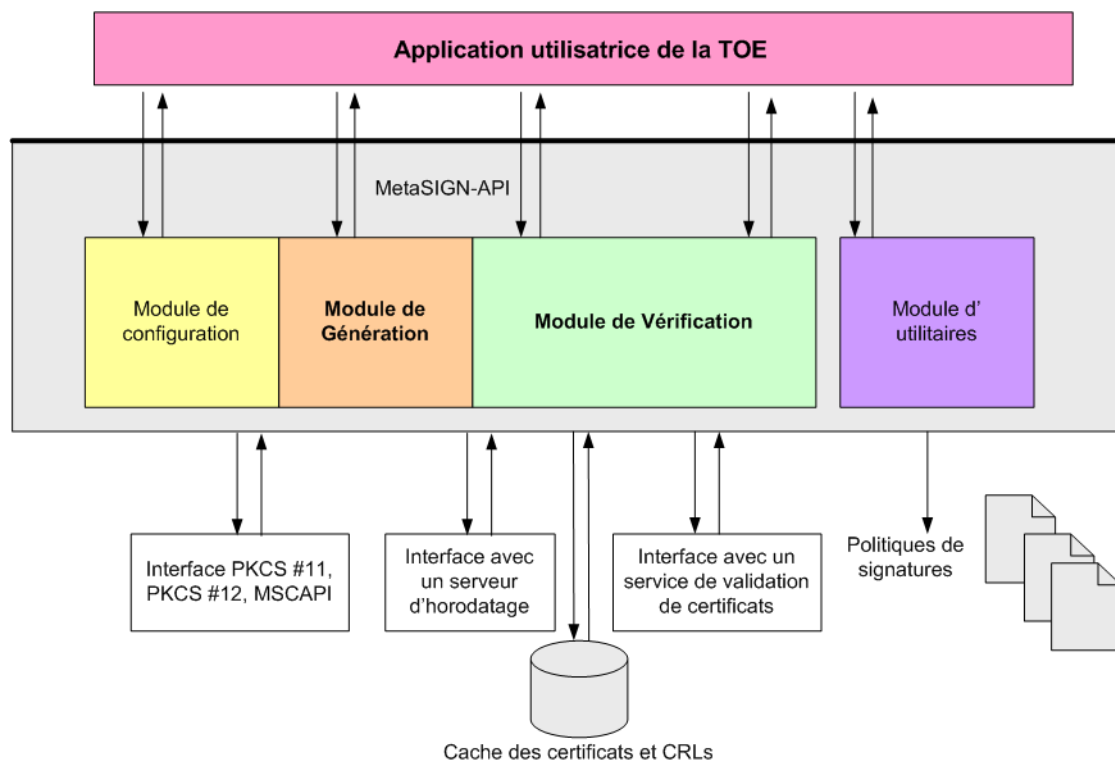 Application utilisatrice de la TOE
MetaSIGN-API
Module de
configuration
Module de
Génération
Module de Vérification
Module d'
utilitaires
Interface PKCS #11,
PKCS #12, MSCAPI
Interface avec
un serveur
d'horodatage
Interface avec un
service de validation
de certificats
Politiques de
signatures
Cache des certificats et CRLs